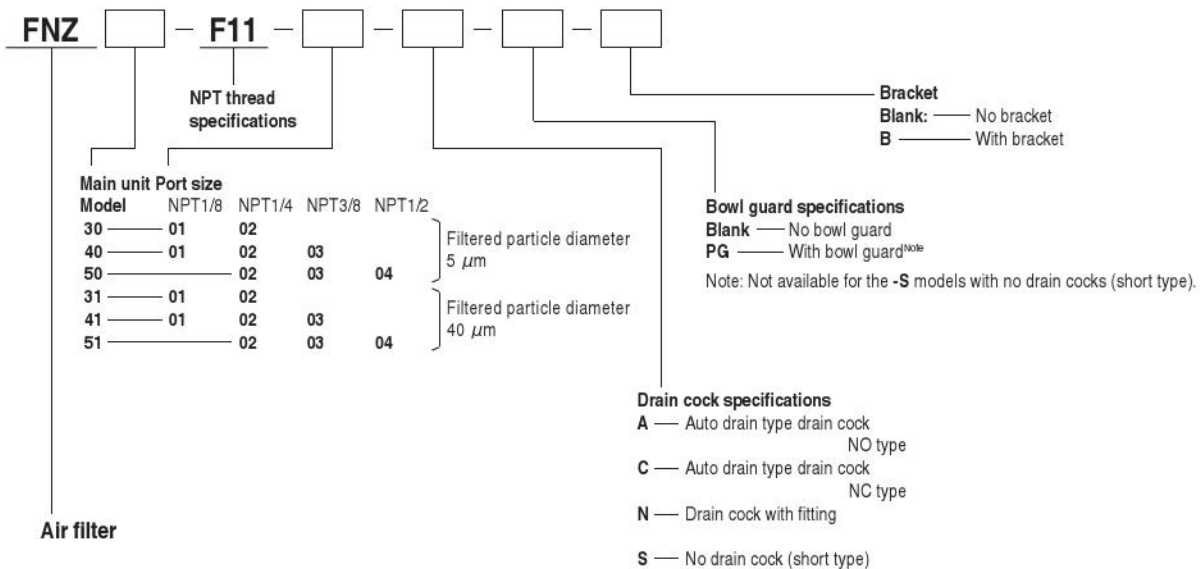 FNZ - F11 - - - -
NPT thread
specifications
Bracket
Blank: No bracket
B With bracket
Main unit Port size
Model NPT1/8 NPT1/4 NPT3/8 NPT1/2
30 01 02
40 01 02 03
50 02 03 04
Filtered particle diameter
5 μm
31 01 02
41 01 02 03
51 02 03 04
Filtered particle diameter
40 μm
Bowl guard specifications
Blank No bowl guard
PG With bowl guardNote
Note: Not available for the -S models with no drain cocks (short type).
Drain cock specifications
A Auto drain type drain cock
NO type
C Auto drain type drain cock
NC type
N Drain cock with fitting
S No drain cock (short type)
Air filter